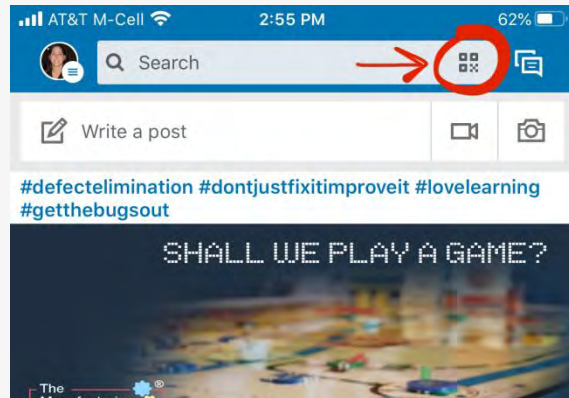 AT&T M-Cell 2:55 PM 62%
Search
Write a post
#defectelimination #dontjustfixitimproveit #lovelearning
#getthebugsout
SHALL WE PLAY A GAME?
The ®